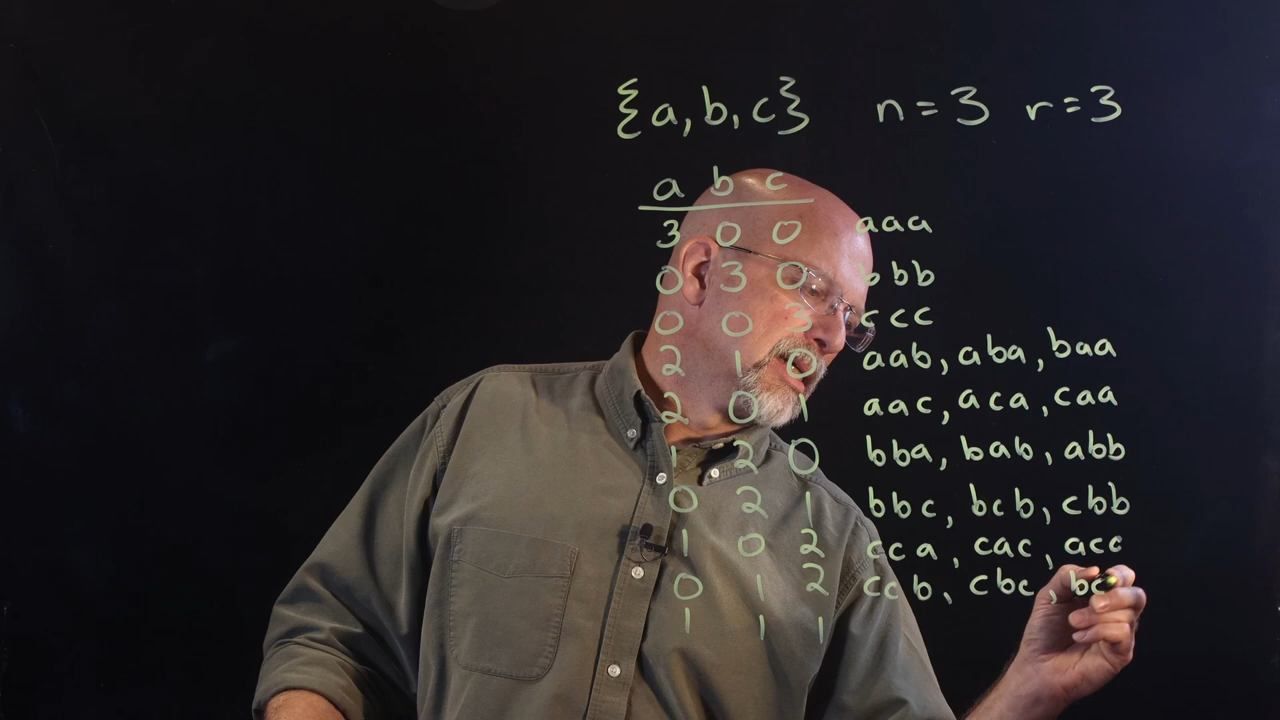 {a, b, c} n=3 r=3
a b c
3 0 0 aaa
0 3 0 bbb
0 0 3 ccc
2 1 0 aab, aba, baa
2 0 1 aac, aca, caa
1 2 0 bba, bab, abb
0 2 1 bbc, bcb, cbb
1 0 2 cca, cac, acc
0 1 2 ccb, cbc, bc
1 1 1